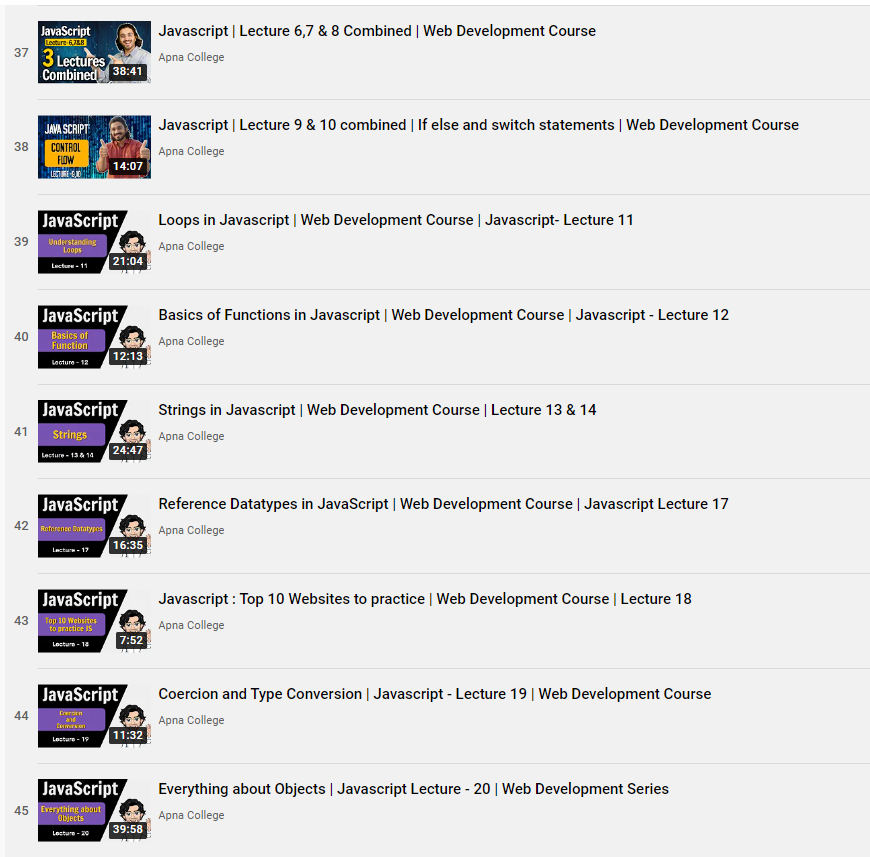 37
JavaScript
Lecture-6,7&8
3 Lectures
Combined
38:41
Javascript | Lecture 6,7 & 8 Combined | Web Development Course
Apna College
38
JAVA SCRIPT
CONTROL
FLOW
LECTURE-9,10
14:07
Javascript | Lecture 9 & 10 combined | If else and switch statements | Web Development Course
Apna College
39
JavaScript
Understanding
Loops
Lecture - 11
21:04
Loops in Javascript | Web Development Course | Javascript- Lecture 11
Apna College
40
JavaScript
Basics of
Function
Lecture - 12
12:13
Basics of Functions in Javascript | Web Development Course | Javascript - Lecture 12
Apna College
41
JavaScript
Strings
Lecture - 13 & 14
24:47
Strings in Javascript | Web Development Course | Lecture 13 & 14
Apna College
42
JavaScript
Reference Datatypes
Lecture - 17
16:35
Reference Datatypes in JavaScript | Web Development Course | Javascript Lecture 17
Apna College
43
JavaScript
Top 10 Websites
to practice JS
Lecture - 18
7:52
Javascript : Top 10 Websites to practice | Web Development Course | Lecture 18
Apna College
44
JavaScript
Coercion
and
Conversion
Lecture - 19
11:32
Coercion and Type Conversion | Javascript - Lecture 19 | Web Development Course
Apna College
45
JavaScript
Everything about
Objects
Lecture - 20
39:58
Everything about Objects | Javascript Lecture - 20 | Web Development Series
Apna College